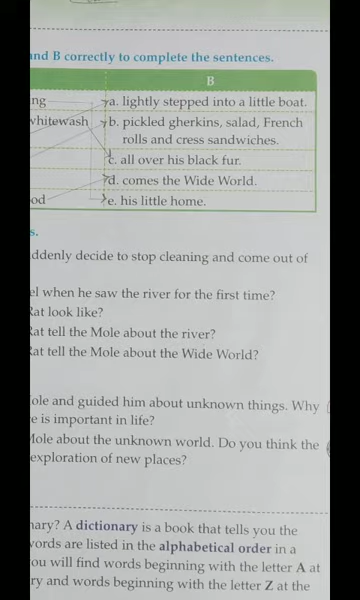 and B correctly to complete the sentences.
B
ng
a. lightly stepped into a little boat.
whitewash
b. pickled gherkins, salad, French
rolls and cress sandwiches.
c. all over his black fur.
d. comes the Wide World.
od
e. his little home.
s.
ddenly decide to stop cleaning and come out of
el when he saw the river for the first time?
Rat look like?
Rat tell the Mole about the river?
Rat tell the Mole about the Wide World?
ole and guided him about unknown things. Why
e is important in life?
Mole about the unknown world. Do you think the
exploration of new places?
nary? A dictionary is a book that tells you the
words are listed in the alphabetical order in a
ou will find words beginning with the letter A at
ry and words beginning with the letter Z at the